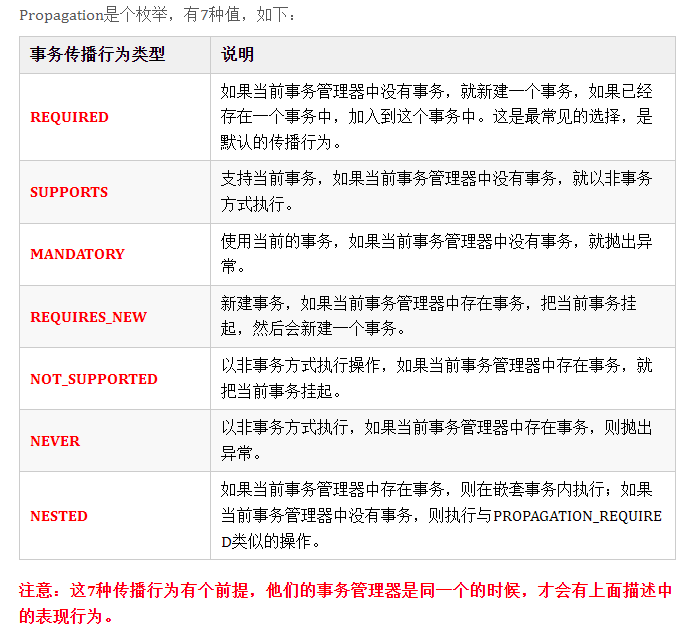 Propagation是个枚举，有7种值，如下：
事务传播行为类型 说明
REQUIRED
如果当前事务管理器中没有事务，就新建一个事务，如果已经
存在一个事务中，加入到这个事务中。这是最常见的选择，是
默认的传播行为。
SUPPORTS
支持当前事务，如果当前事务管理器中没有事务，就以非事务
方式执行。
MANDATORY
使用当前的事务，如果当前事务管理器中没有事务，就抛出异
常。
REQUIRES_NEW
新建事务，如果当前事务管理器中存在事务，把当前事务挂
起，然后会新建一个事务。
NOT_SUPPORTED
以非事务方式执行操作，如果当前事务管理器中存在事务，就
把当前事务挂起。
NEVER
以非事务方式执行，如果当前事务管理器中存在事务，则抛出
异常。
NESTED
如果当前事务管理器中存在事务，则在嵌套事务内执行；如果
当前事务管理器中没有事务，则执行与PROPAGATION_REQUIRE
D类似的操作。
注意：这7种传播行为有个前提，他们的事务管理器是同一个的时候，才会有上面描述中
的表现行为。